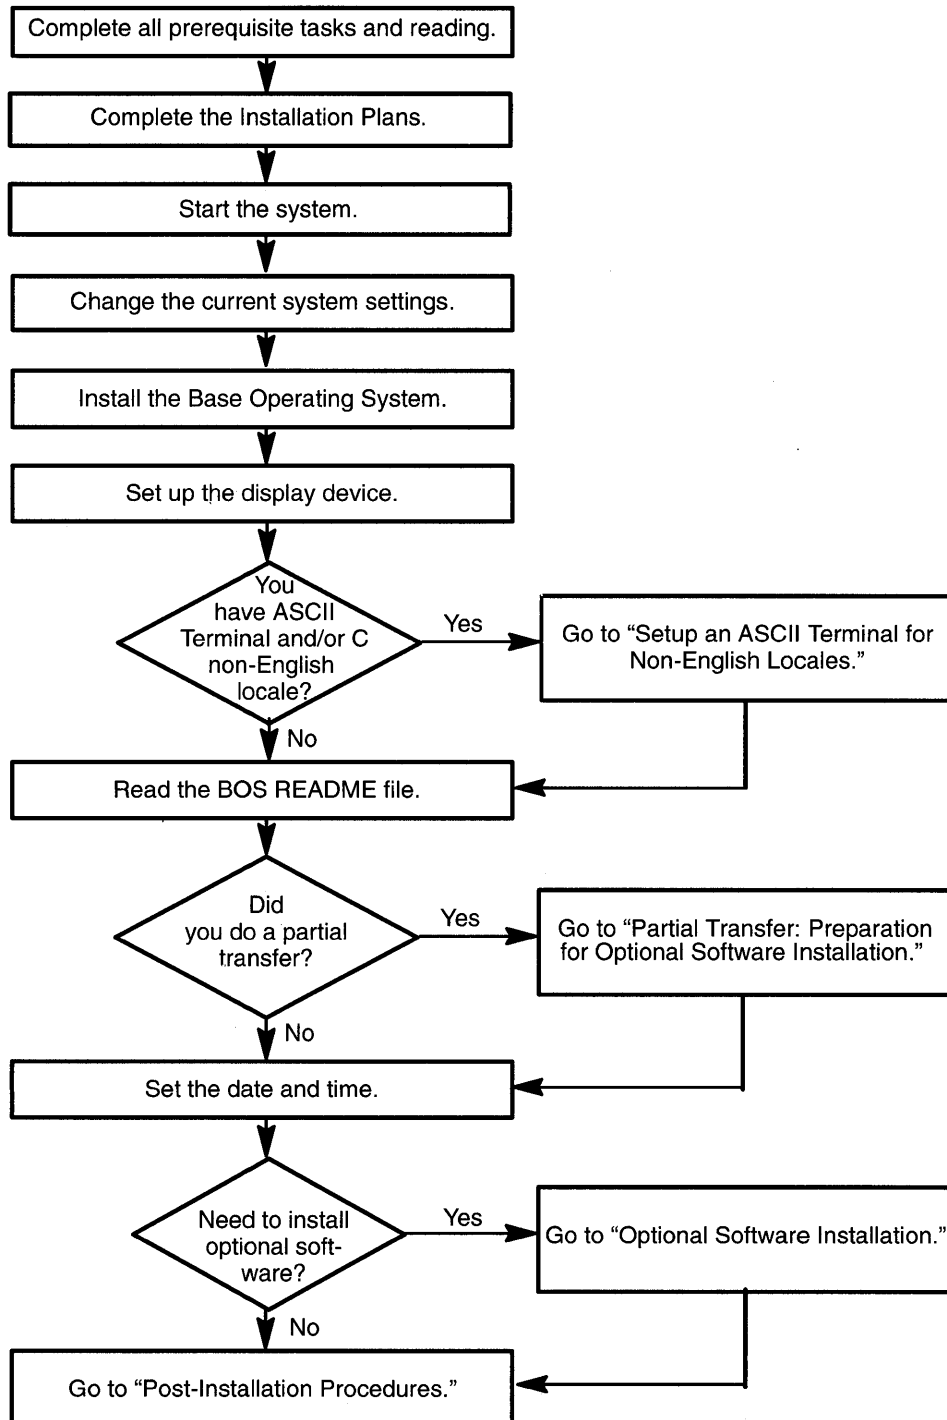 Complete all prerequisite tasks and reading.
Complete the Installation Plans.
Start the system.
Change the current system settings.
Install the Base Operating System.
Set up the display device.
You
have ASCII
Terminal and/or C
non-English
locale?
Yes
Go to “Setup an ASCII Terminal for
Non-English Locales.”
No
Read the BOS README file.
Did
you do a partial
transfer?
Yes
Go to “Partial Transfer: Preparation
for Optional Software Installation.”
No
Set the date and time.
Need to install
optional soft-
ware?
Yes
Go to “Optional Software Installation.”
No
Go to “Post-Installation Procedures.”